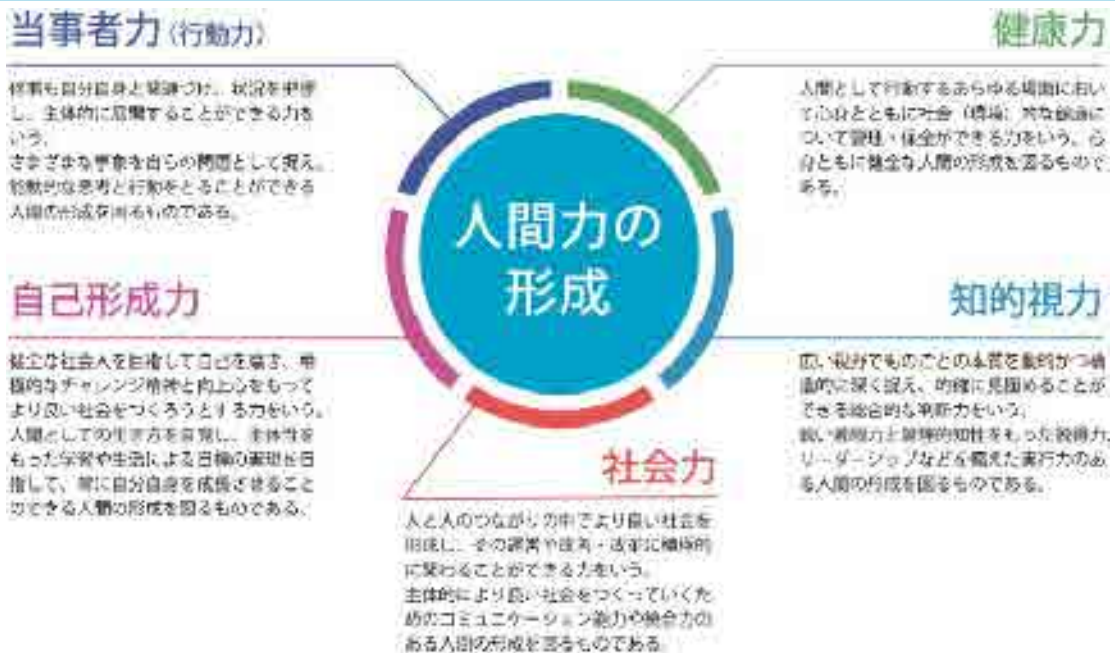 当事者力(行動力)
何事も自分自身と関連づけ、状況を把握
し、主体的に展開することができる力を
いう。
さまざまな事象を自らの問題として捉え、
能動的な思考と行動をとることができる
人間の形成を図るものである。
健康力
人間として行動するあらゆる場面におい
て心身とともに社会(環境)的な健康に
ついて管理・保全ができる力をいう。心
身ともに健全な人間の形成を図るもので
ある。
人間力の
形成
自己形成力
健全な社会人を目指して自己を磨き、積
極的なチャレンジ精神と向上心をもって
より良い社会をつくろうとする力をいう。
人間としての生き方を自覚し、主体性を
もった学習や生活による目標の実現を目
指して、常に自分自身を成長させること
のできる人間の形成を図るものである。
知的視力
広い視野でものごとの本質を動的かつ構
造的に深く捉え、的確に見極めることが
できる総合的な判断力をいう。
鋭い着眼力と論理的知性をもった説得力、
リーダーシップなどを備えた実行力のあ
る人間の形成を図るものである。
社会力
人と人のつながりの中でより良い社会を
形成し、その運営や改善・改革に積極的
に関わることができる力をいう。
主体的により良い社会をつくっていくた
めのコミュニケーション能力や統合力の
ある人間の形成を図るものである。